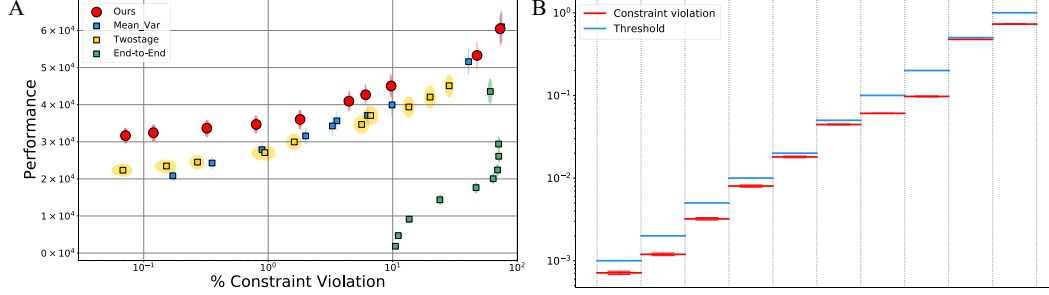 A
Ours
Mean_Var
Twostage
End-to-End
Performance
6 × 10⁴
5 × 10⁴
4 × 10⁴
3 × 10⁴
2 × 10⁴
1 × 10⁴
0 × 10⁴
10⁻¹
10⁰
10¹
10²
% Constraint Violation
B
Constraint violation
Threshold
10⁰
10⁻¹
10⁻²
10⁻³